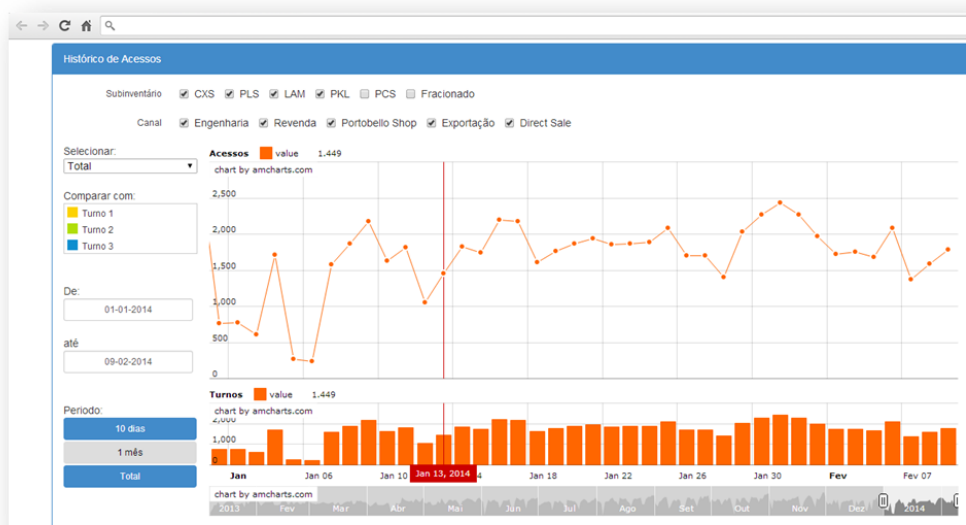 Histórico de Acessos
Subinventário CXS PLS LAM PKL PCS Fracionado
Canal Engenharia Revenda Portobello Shop Exportação Direct Sale
Selecionar:
Total
Comparar com:
Turno 1
Turno 2
Turno 3
De:
01-01-2014
até
09-02-2014
Periodo:
10 dias
1 mês
Total
Acessos value 1.449
chart by amcharts.com
2,500
2,000
1,500
1,000
500
0
Turnos value 1.449
chart by amcharts.com
2,000
1,000
0
Jan Jan 06 Jan 10 Jan 13, 2014 4 Jan 18 Jan 22 Jan 26 Jan 30 Fev Fev 07
chart by amcharts.com
2013 Fev Mar Abr Mai Jun Jul Ago Set Out Nov Dez 2014